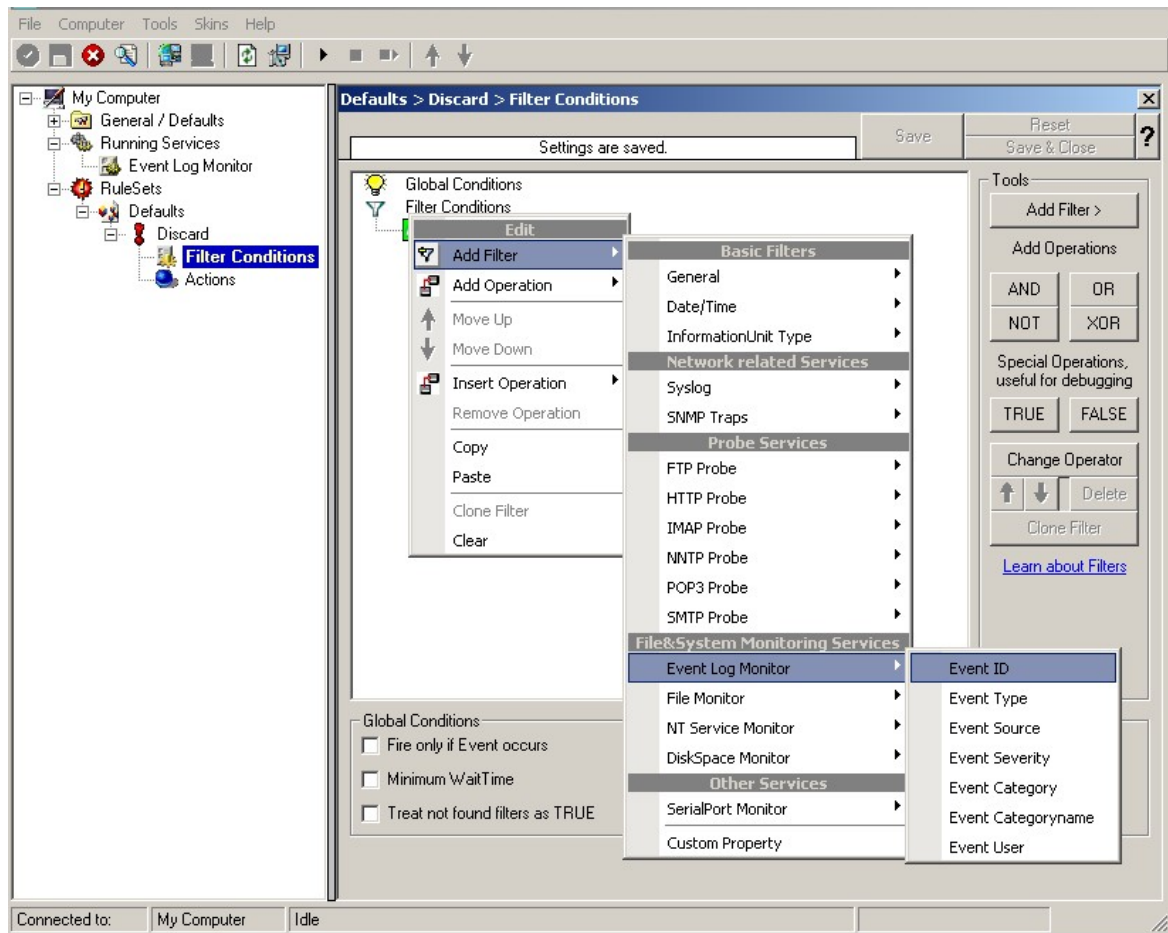 File Computer Tools Skins Help
My Computer
General / Defaults
Running Services
Event Log Monitor
RuleSets
Defaults
Discard
Filter Conditions
Actions
Defaults > Discard > Filter Conditions
Settings are saved.
Save
Reset
Save & Close
?
Global Conditions
Filter Conditions
Edit
Add Filter
Add Operation
Move Up
Move Down
Insert Operation
Remove Operation
Copy
Paste
Clone Filter
Clear
Basic Filters
General
Date/Time
InformationUnit Type
Network related Services
Syslog
SNMP Traps
Probe Services
FTP Probe
HTTP Probe
IMAP Probe
NNTP Probe
POP3 Probe
SMTP Probe
File&System Monitoring Services
Event Log Monitor
File Monitor
NT Service Monitor
DiskSpace Monitor
Other Services
SerialPort Monitor
Custom Property
Event ID
Event Type
Event Source
Event Severity
Event Category
Event Categoryname
Event User
Tools
Add Filter >
Add Operations
AND OR
NOT XOR
Special Operations,
useful for debugging
TRUE FALSE
Change Operator
Delete
Clone Filter
Learn about Filters
Global Conditions
Fire only if Event occurs
Minimum WaitTime
Treat not found filters as TRUE
Connected to: My Computer Idle